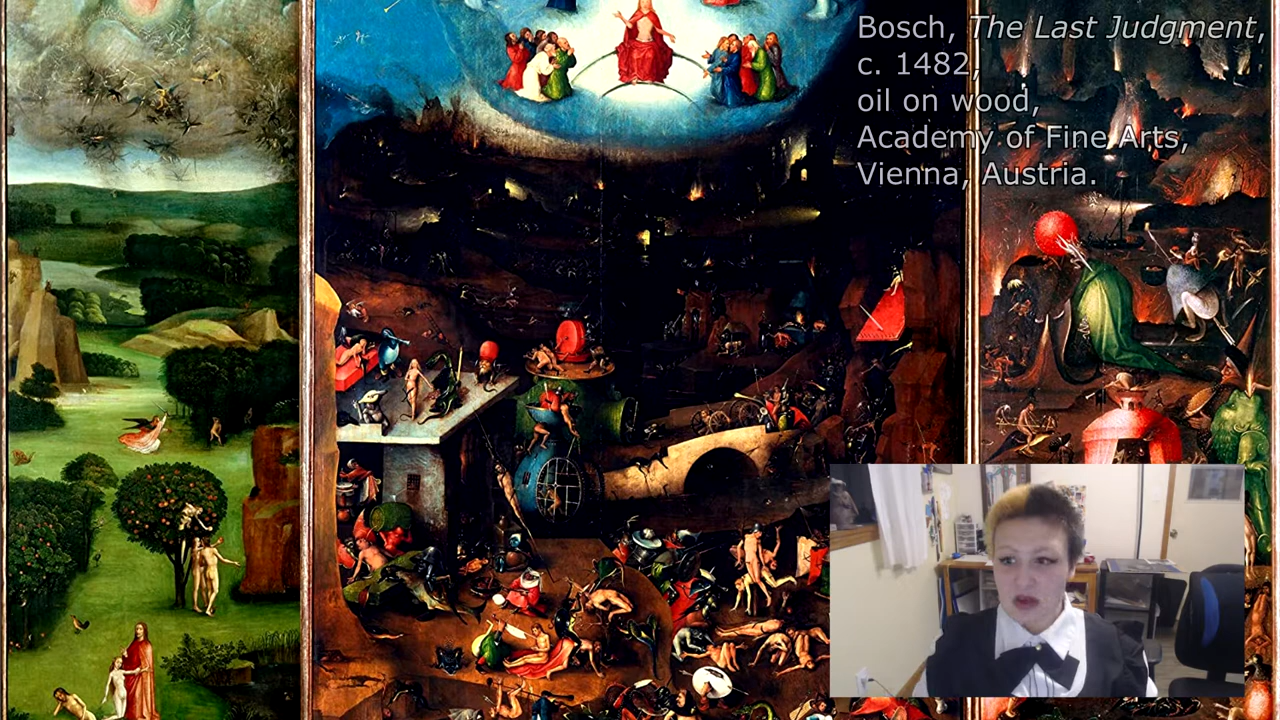 Bosch, The Last Judgment,
c. 1482,
oil on wood,
Academy of Fine Arts,
Vienna, Austria.